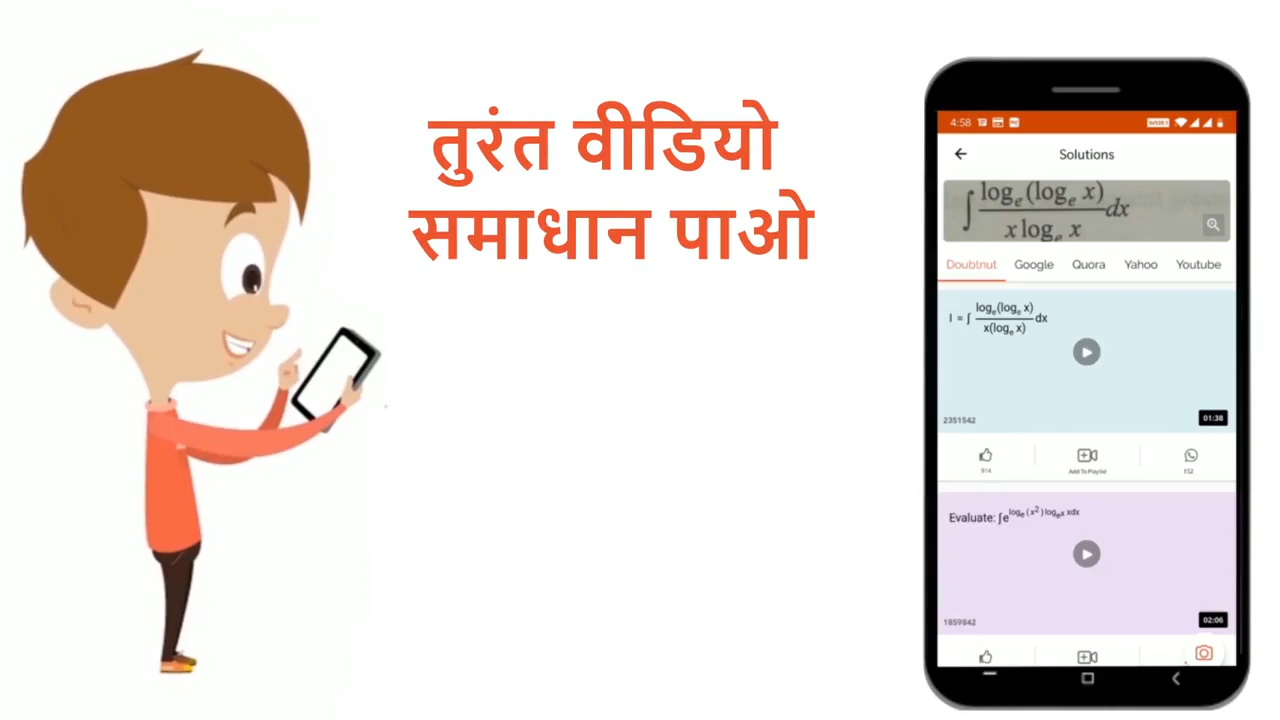 तुरंत वीडियो
समाधान पाओ
4:58
Solutions
∫ logₑ(logₑ x) / x logₑ x dx
Doubtnut Google Quora Yahoo Youtube
I = ∫ logₑ(logₑ x) / x(logₑ x) dx
2351542 01:38
914 Add To Playlist 152
Evaluate: ∫e^logₑ(x²) logₑx xdx
1859842 02:06